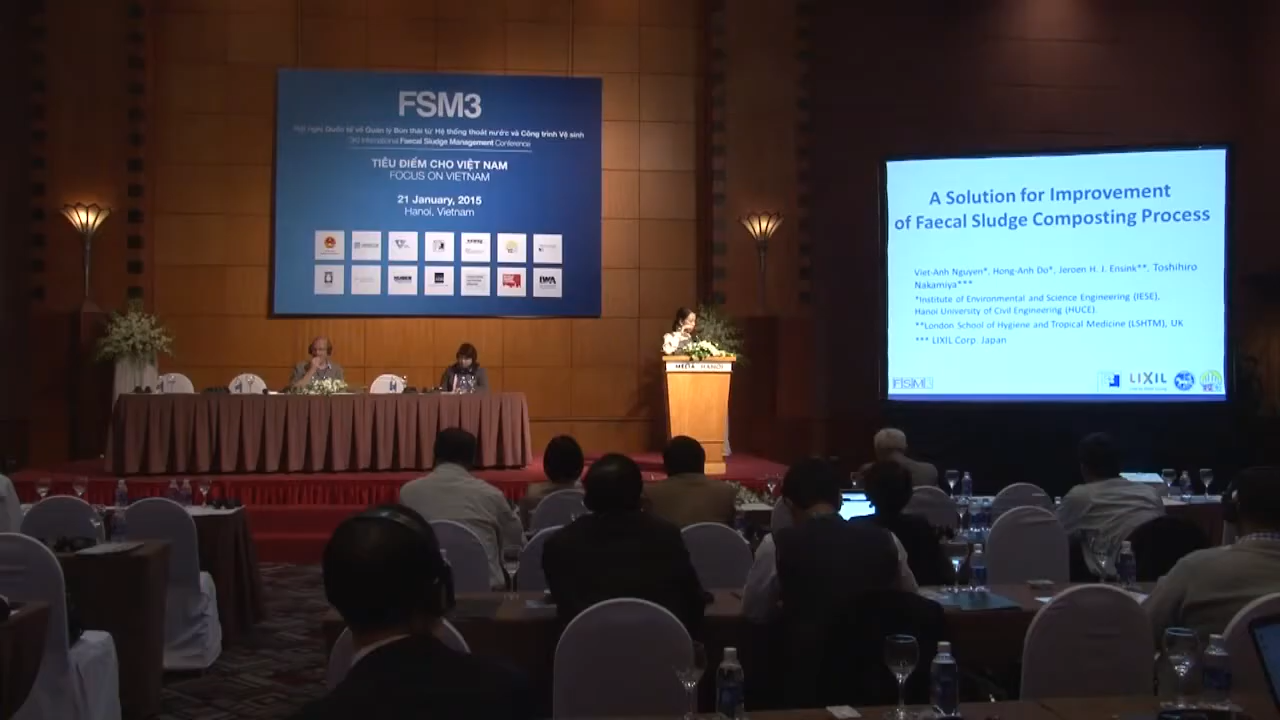 FSM3
Hội nghị Quốc tế về Quản lý Bùn thải từ Hệ thống thoát nước và Công trình Vệ sinh
3rd International Faecal Sludge Management Conference
TIÊU ĐIỂM CHO VIỆT NAM
FOCUS ON VIETNAM
21 January, 2015
Hanoi, Vietnam
IWA
MELIA HANOI
A Solution for Improvement
of Faecal Sludge Composting Process
Viet-Anh Nguyen*, Hong-Anh Do*, Jeroen H. J. Ensink**, Toshihiro
Nakamiya***
*Institute of Environmental and Science Engineering (IESE),
Hanoi University of Civil Engineering (HUCE).
**London School of Hygiene and Tropical Medicine (LSHTM), UK
*** LIXIL Corp. Japan
FSM3
LIXIL